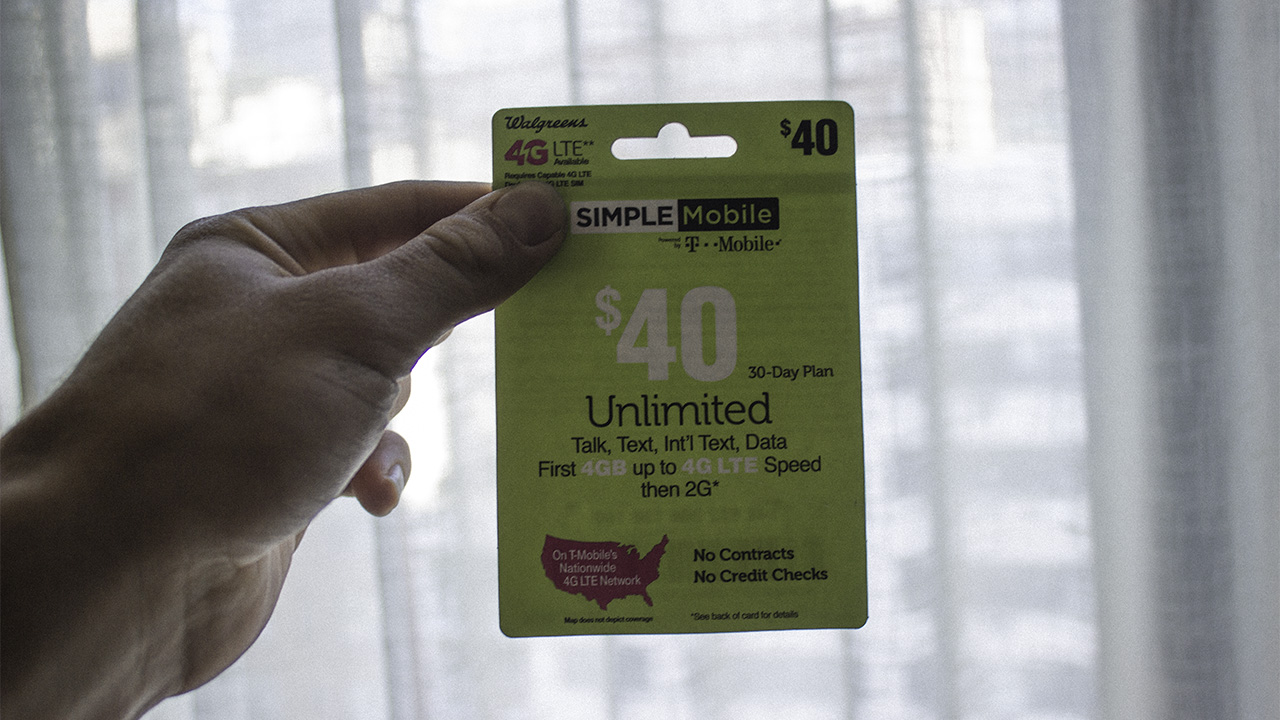 Walgreens
$40
4G LTE**
Available
Requires Capable 4G LTE
LTE SIM
SIMPLE Mobile
Powered by T··Mobile·
$40
30-Day Plan
Unlimited
Talk, Text, Int'l Text, Data
First 4GB up to 4G LTE Speed
then 2G*
On T-Mobile's
Nationwide
4G LTE Network
No Contracts
No Credit Checks
Map does not depict coverage
*See back of card for details